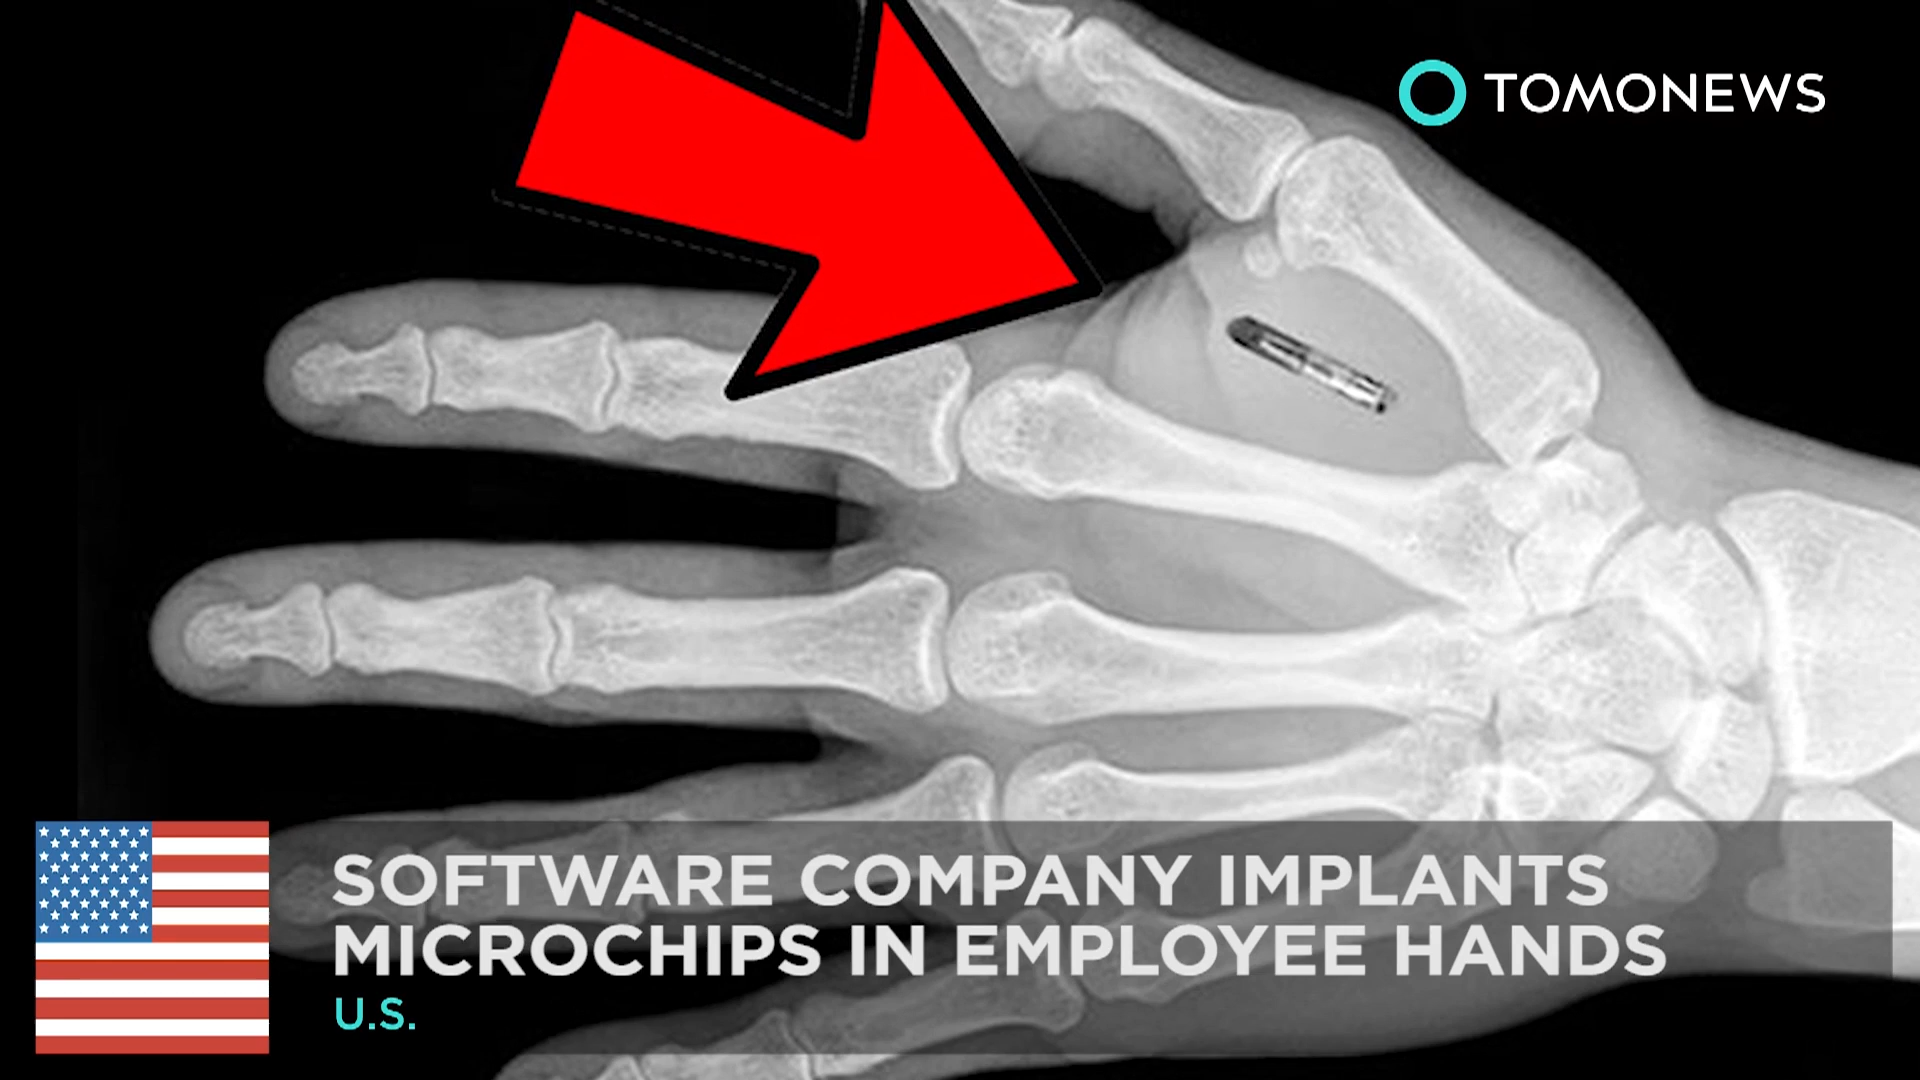 TOMONEWS
SOFTWARE COMPANY IMPLANTS
MICROCHIPS IN EMPLOYEE HANDS
U.S.